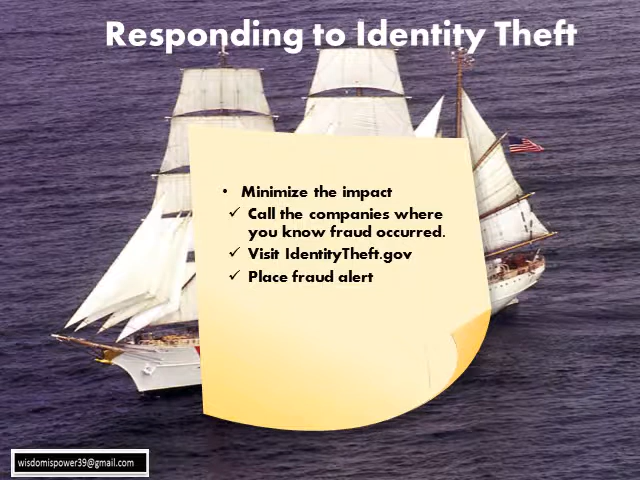 Responding to Identity Theft
• Minimize the impact
✓ Call the companies where
you know fraud occurred.
✓ Visit IdentityTheft.gov
✓ Place fraud alert
wisdomispower39@gmail.com